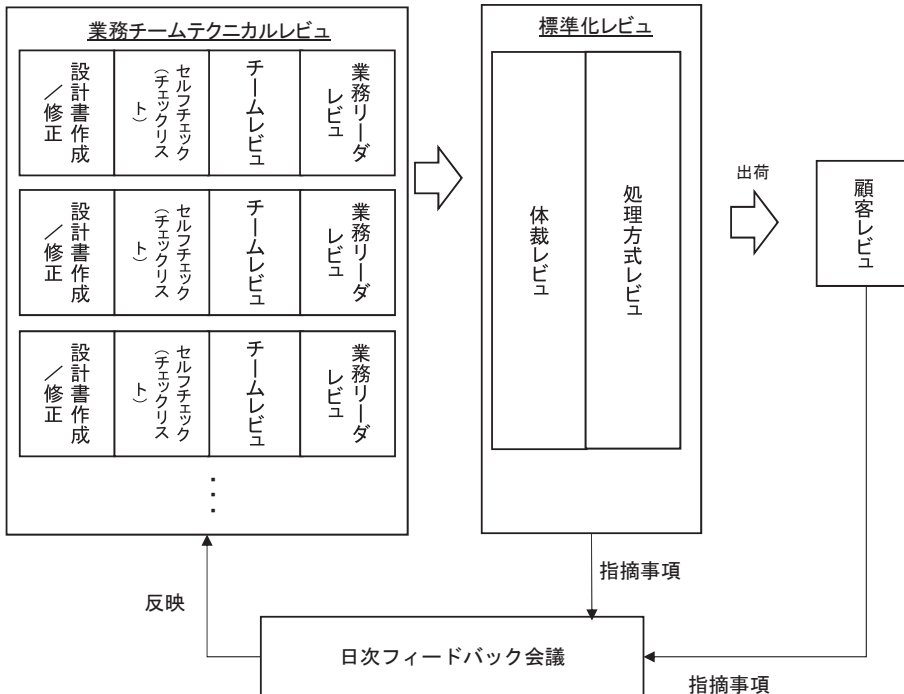 業務チームテクニカルレビュ
設計書作成
／修正
セルフチェック
（チェックリス
ト）
チームレビュ
業務リーダ
レビュ
設計書作成
／修正
セルフチェック
（チェックリス
ト）
チームレビュ
業務リーダ
レビュ
設計書作成
／修正
セルフチェック
（チェックリス
ト）
チームレビュ
業務リーダ
レビュ
標準化レビュ
体裁レビュ
処理方式レビュ
出荷
顧客レビュ
指摘事項
反映
日次フィードバック会議
指摘事項